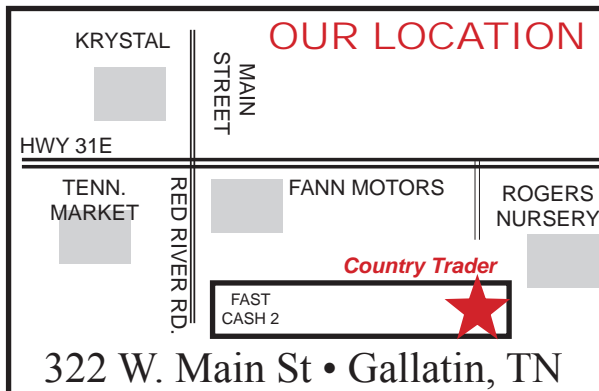 OUR LOCATION
KRYSTAL
MAIN
STREET
HWY 31E
TENN.
MARKET
RED RIVER RD.
FANN MOTORS
ROGERS
NURSERY
Country Trader
FAST
CASH 2
322 W. Main St • Gallatin, TN